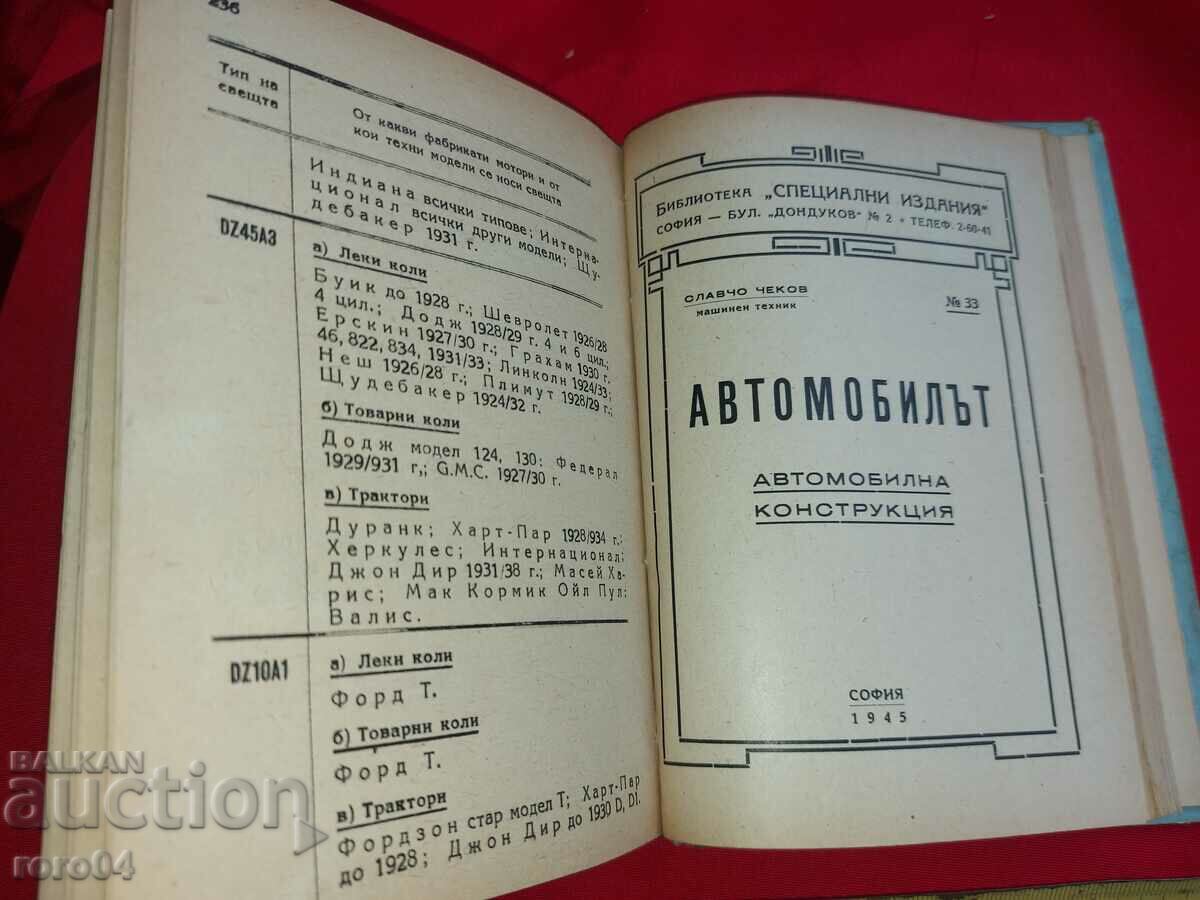 236
Тип на
свещта
От какви фабрикати мотори и от
кои техни модели се носи свещта
Индиана всички типове; Интерна-
ционал всички други модели; Щу-
дебакер 1931 г.
DZ45A3
а) Леки коли
Буик до 1928 г.; Шевролет 1926/28
4 цил.; Додж 1928/29 г. 4 и 6 цил.;
Ерскин 1927/30 г.; Грахам 1930 г.
46, 822, 834, 1931/33; Линколн 1924/33;
Неш 1926/28 г.; Плимут 1928/29 г.;
Щудебакер 1924/32 г.
б) Товарни коли
Додж модел 124, 130: Федерал
1929/931 г,; G.M.C. 1927/30 г.
в) Трактори
Дуранк; Харт-Пар 1928/934 г.:
Херкулес; Интернационал:
Джон Дир 1931/38 г.; Масей Ха-
рис; Мак Кормик Ойл Пул:
Валис.
DZ10A1
а) Леки коли
Форд Т.
б) Товарни коли
Форд Т.
в) Трактори
Фордзон стар модел Т; Харт-Пар
до 1928; Джон Дир до 1930 D, D1.
Библиотека „СПЕЦИАЛНИ ИЗДАНИЯ"
СОФИЯ — БУЛ. „ДОНДУКОВ" № 2 • ТЕЛЕФ. 2-60-41
СЛАВЧО ЧЕКОВ
машинен техник
№ 33
АВТОМОБИЛЪТ
АВТОМОБИЛНА
КОНСТРУКЦИЯ
СОФИЯ
1945
BALKAN
auction
roro04